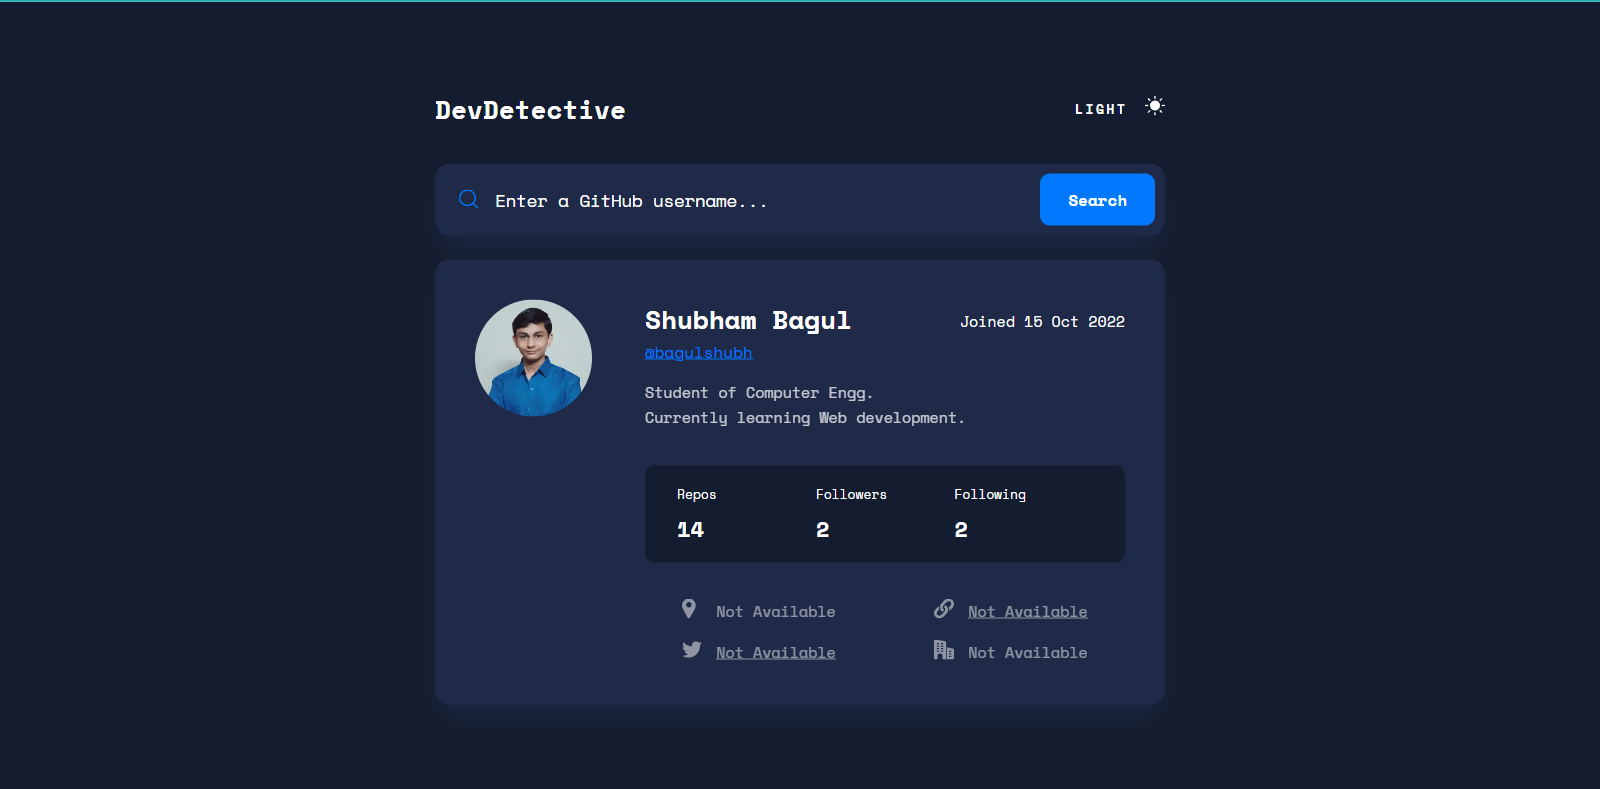 DevDetective
LIGHT
Enter a GitHub username...
Search
Shubham Bagul
Joined 15 Oct 2022
@bagulshubh
Student of Computer Engg.
Currently learning Web development.
Repos Followers Following
14 2 2
Not Available Not Available
Not Available Not Available